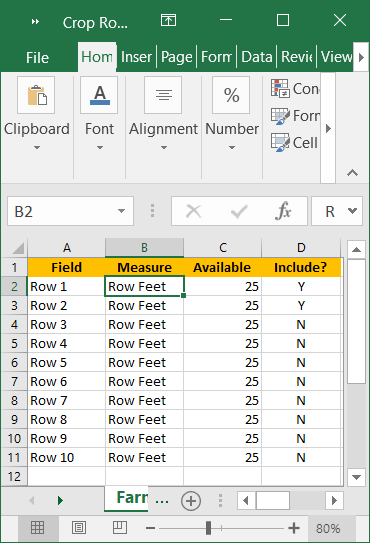 Crop Ro...
File Hom Inser Page Form Data Revie View
Clipboard Font Alignment Number Con
Form
Cell
A
%
B2 fx R
A B C D
1 Field Measure Available Include?
2 Row 1 Row Feet 25 Y
3 Row 2 Row Feet 25 Y
4 Row 3 Row Feet 25 N
5 Row 4 Row Feet 25 N
6 Row 5 Row Feet 25 N
7 Row 6 Row Feet 25 N
8 Row 7 Row Feet 25 N
9 Row 8 Row Feet 25 N
10 Row 9 Row Feet 25 N
11 Row 10 Row Feet 25 N
12
Farm ...
80%